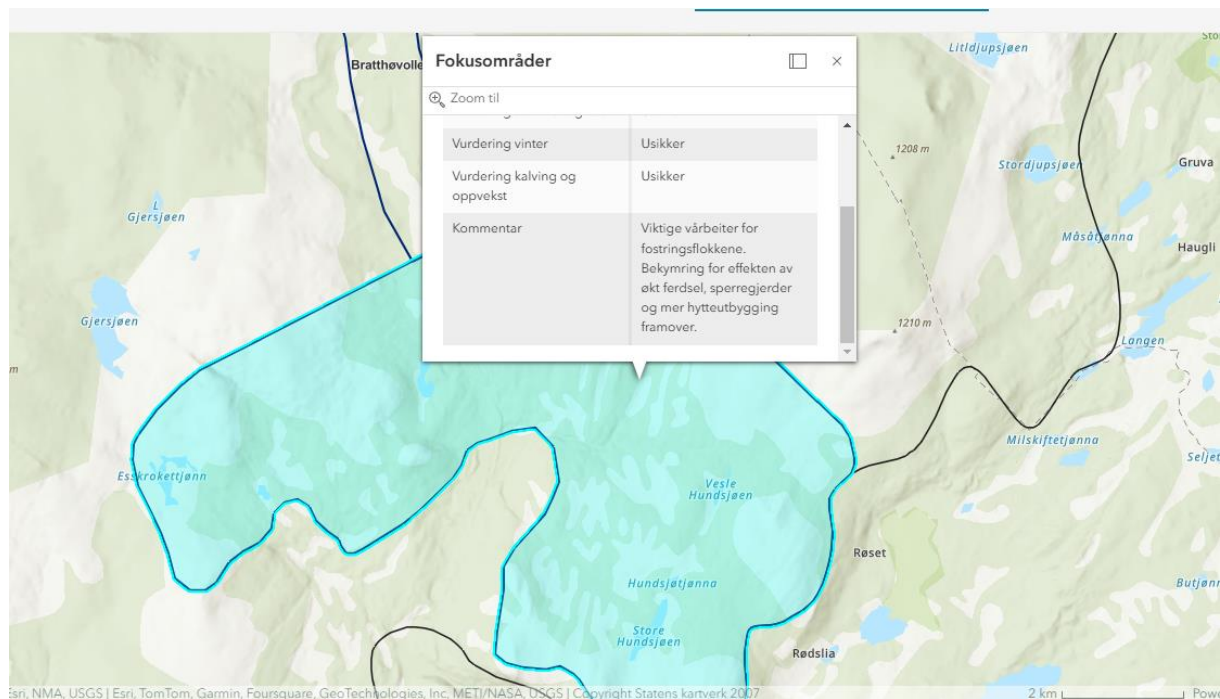 Litldjupsjøen
Bratthøvolle
Fokusområder
Zoom til
Vurdering vinter
Usikker
Vurdering kalving og
oppvekst
Usikker
Kommentar
Viktige vårbeiter for
fostringsflokkene.
Bekymring for effekten av
økt ferdsel, sperregjerder
og mer hytteutbygging
framover.
1208 m
Stordjupsjøen
Gruva
Gjersjøen
Måsåtjønna
Haugli
Gjersjøen
1210 m
Langen
m
Milskiftetjønna
Seljet
Esskrokettjønn
Vesle
Hundsjøen
Røset
Hundsjøtjønna
Butjønn
Store
Hundsjøen
Rødslia
Esri, NMA, USGS | Esri, TomTom, Garmin, Foursquare, GeoTechnologies, Inc, METI/NASA, USGS | Copyright Statens kartverk 2007
2 km
Pow